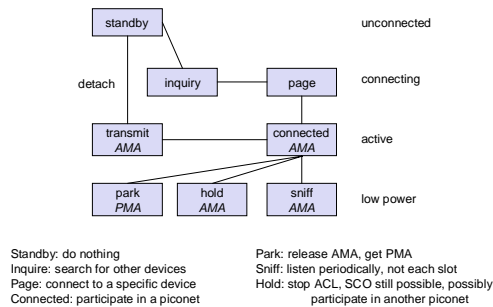 standby
unconnected
inquiry
page
connecting
detach
transmit
AMA
connected
AMA
active
park
PMA
hold
AMA
sniff
AMA
low power
Standby: do nothing
Inquire: search for other devices
Page: connect to a specific device
Connected: participate in a piconet
Park: release AMA, get PMA
Sniff: listen periodically, not each slot
Hold: stop ACL, SCO still possible, possibly
participate in another piconet